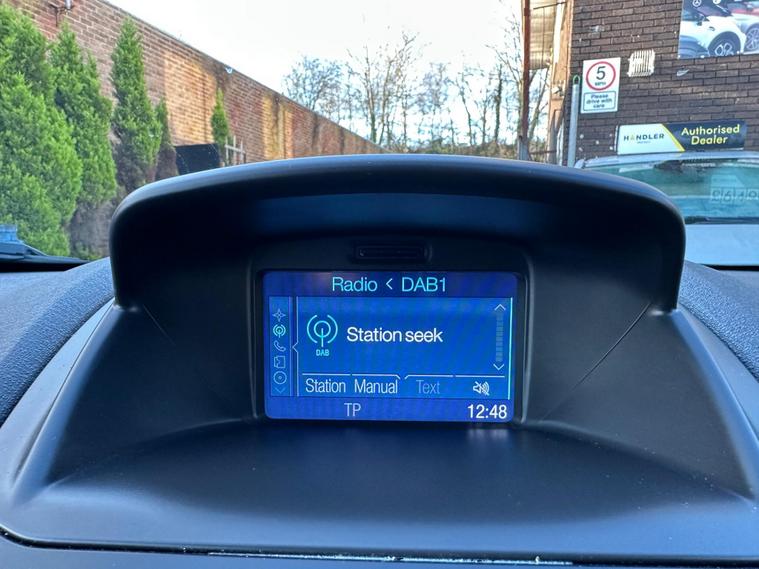 5
Please
drive with
care
HANDLER
Authorised
Dealer
Radio < DAB1
DAB
Station seek
Station Manual Text
TP
12:48